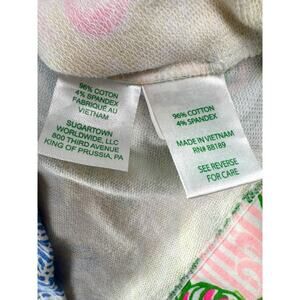 96% COTTON
4% SPANDEX
FABRIQUÉ AU
VIETNAM
SUGARTOWN
WORLDWIDE, LLC
800 THIRD AVENUE
KING OF PRUSSIA, PA
96% COTTON
4% SPANDEX
MADE IN VIETNAM
RN# 88189
SEE REVERSE
FOR CARE